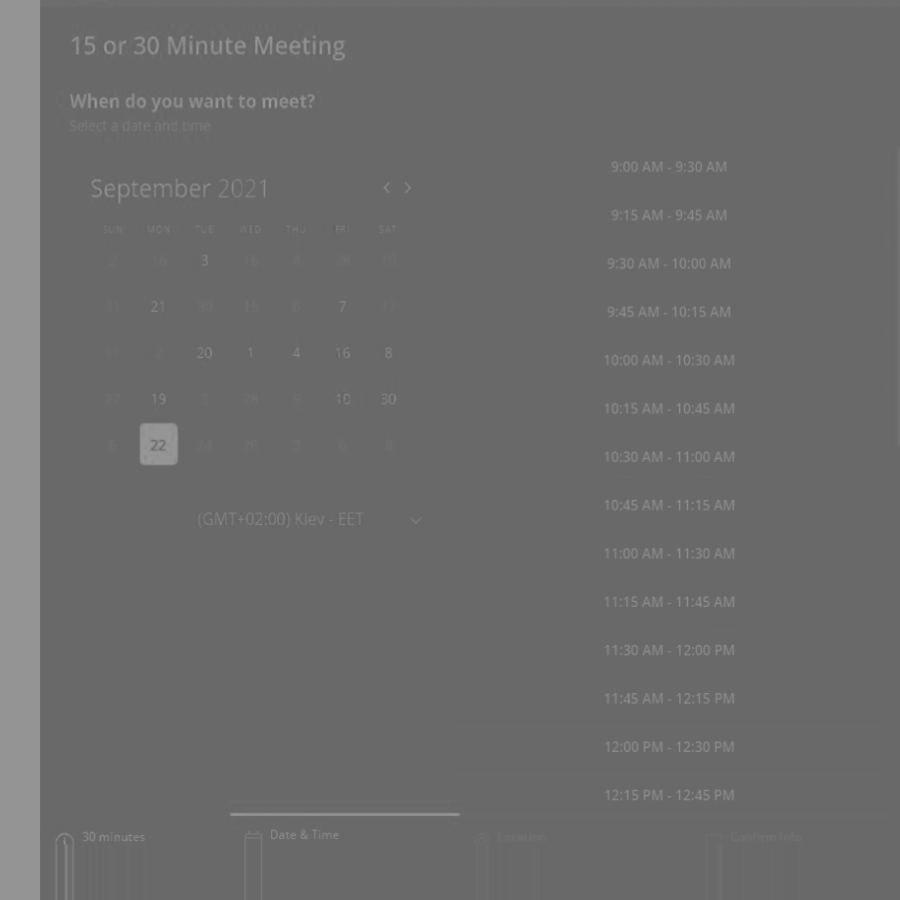 15 or 30 Minute Meeting
When do you want to meet?
Select a date and time
September 2021
SUN MON TUE WED THU FRI SAT
3
21 7
20 1 4 16 8
19 10 30
22
(GMT+02:00) Kiev - EET
9:00 AM - 9:30 AM
9:15 AM - 9:45 AM
9:30 AM - 10:00 AM
9:45 AM - 10:15 AM
10:00 AM - 10:30 AM
10:15 AM - 10:45 AM
10:30 AM - 11:00 AM
10:45 AM - 11:15 AM
11:00 AM - 11:30 AM
11:15 AM - 11:45 AM
11:30 AM - 12:00 PM
11:45 AM - 12:15 PM
12:00 PM - 12:30 PM
12:15 PM - 12:45 PM
30 minutes
Date & Time
Location
Confirm Info